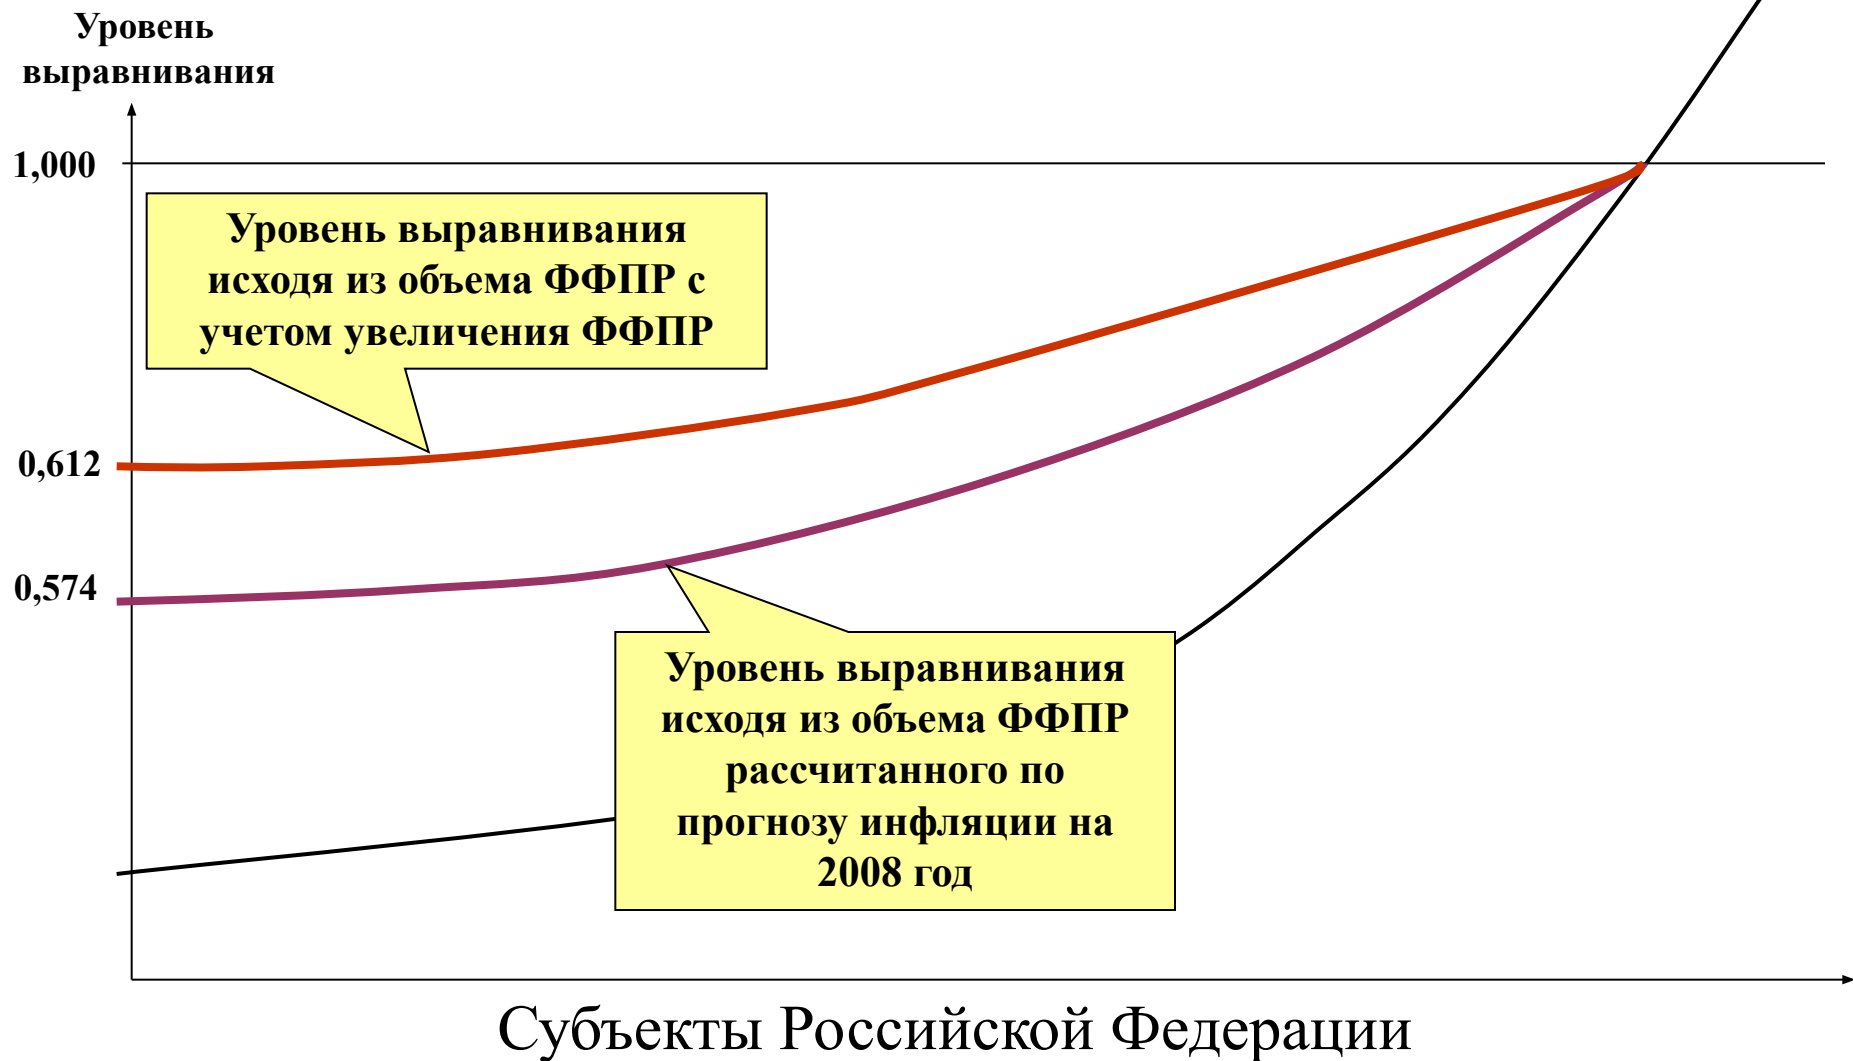 Уровень
выравнивания
1,000
Уровень выравнивания
исходя из объема ФФПР с
учетом увеличения ФФПР
0,612
0,574
Уровень выравнивания
исходя из объема ФФПР
рассчитанного по
прогнозу инфляции на
2008 год
Субъекты Российской Федерации